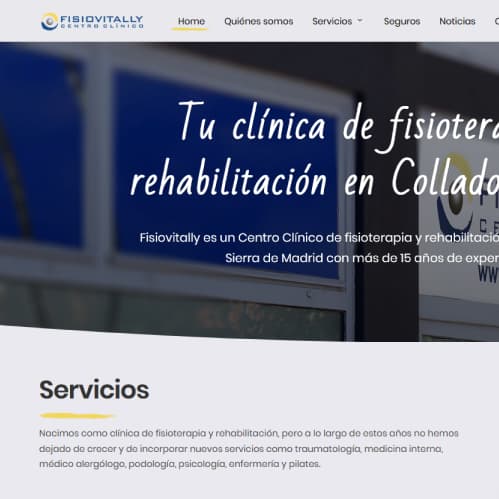 FISIOVITALLY
CENTRO CLÍNICO
Home Quiénes somos Servicios Seguros Noticias
Tu clínica de
rehabilitación en Collado
Fisiovitally es un Centro Clínico de fisioterapia y
Sierra de Madrid con más de 15 años de
WWW
Servicios
Nacimos como clínica de fisioterapia y rehabilitación, pero a lo largo de estos años no hemos
dejado de crecer y de incorporar nuevos servicios como traumatología, medicina interna,
médico alergólogo, podología, psicología, enfermería y pilates.